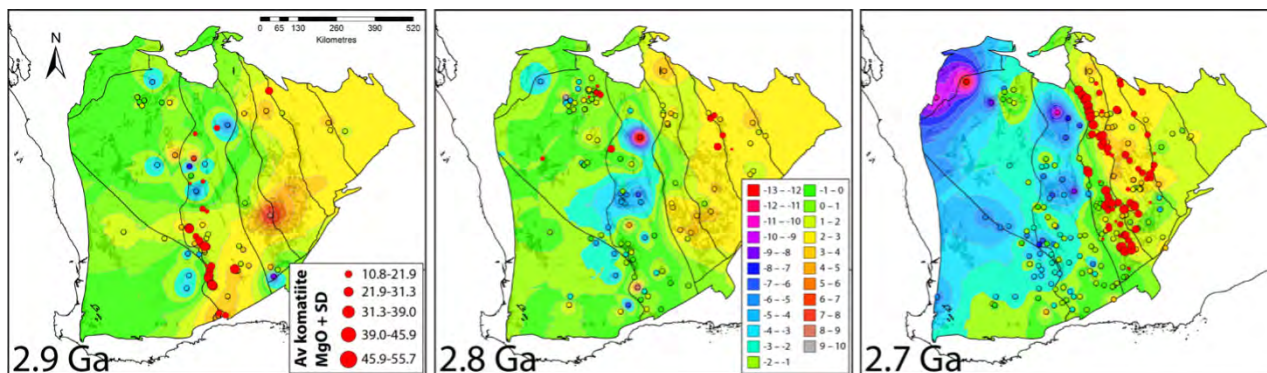 N
0 65 130 260 390 520
Kilometres
Av komatiite
MgO + SD
10.8-21.9
21.9-31.3
31.3-39.0
39.0-45.9
45.9-55.7
2.9 Ga
-13 – -12
-12 – -11
-11 – -10
-10 – -9
-9 – -8
-8 – -7
-7 – -6
-6 – -5
-5 – -4
-4 – -3
-3 – -2
-2 – -1
-1 – 0
0 – 1
1 – 2
2 – 3
3 – 4
4 – 5
5 – 6
6 – 7
7 – 8
8 – 9
9 – 10
2.8 Ga
2.7 Ga